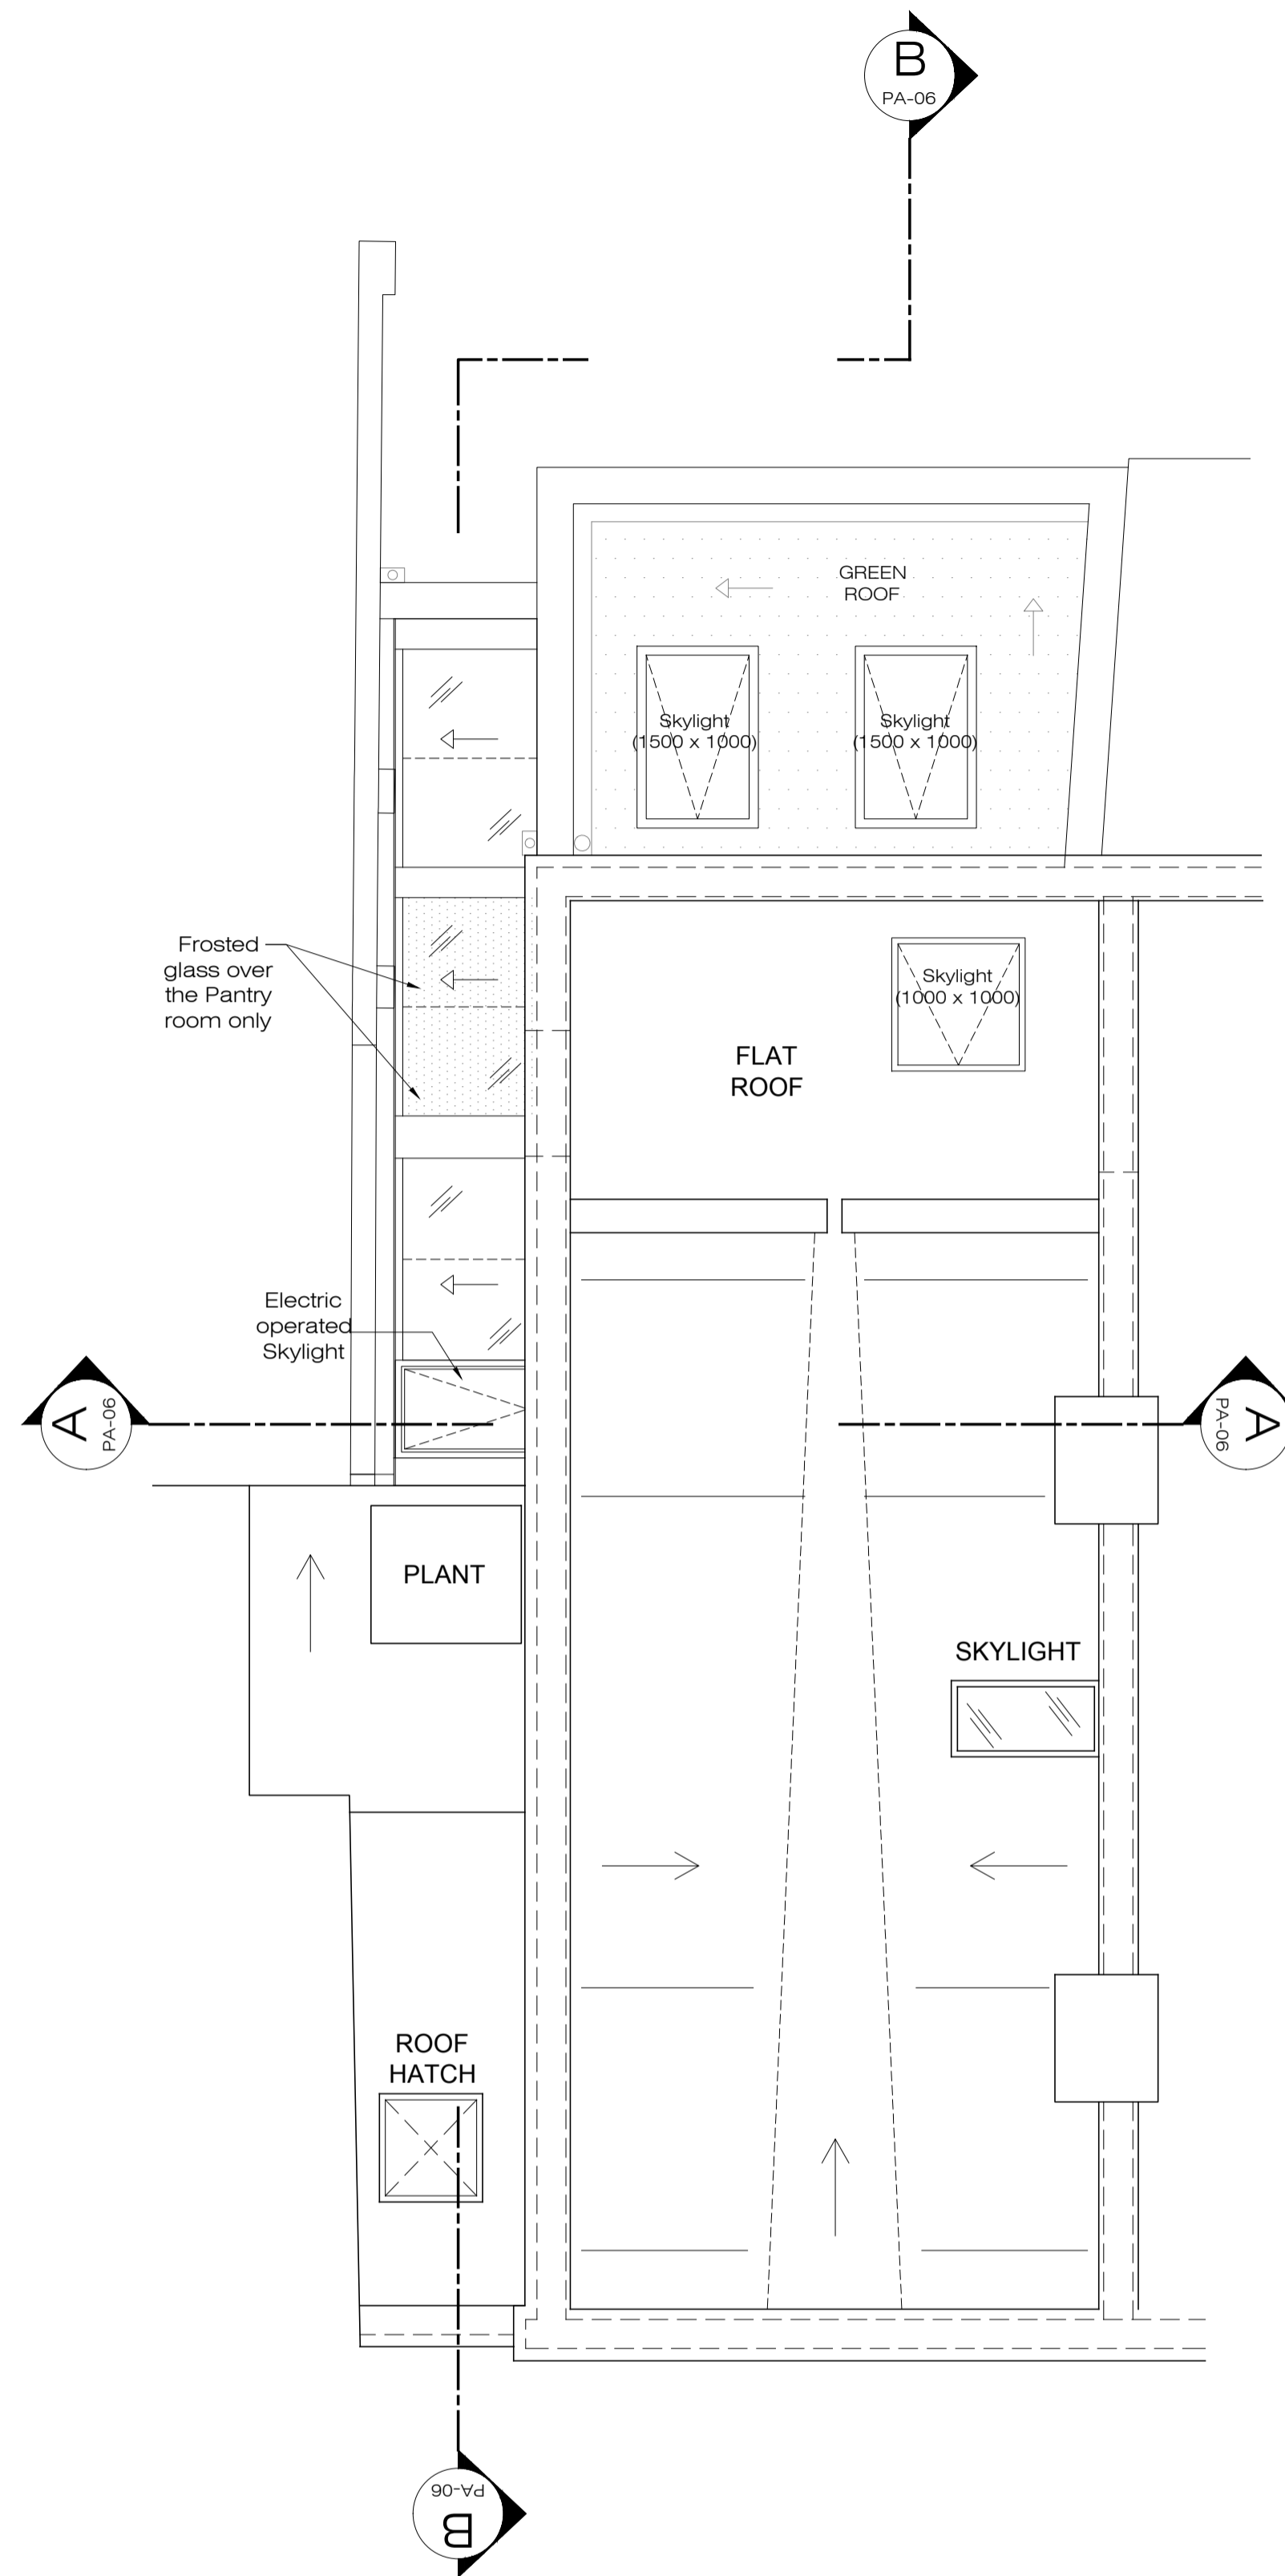 B
PA-06
GREEN
ROOF
Skylight
(1500 x 1000)
Skylight
(1500 x 1000)
Frosted
glass over
the Pantry
room only
Skylight
(1000 x 1000)
FLAT
ROOF
Electric
operated
Skylight
A
PA-06
A
PA-06
PLANT
SKYLIGHT
ROOF
HATCH
PA-06
B